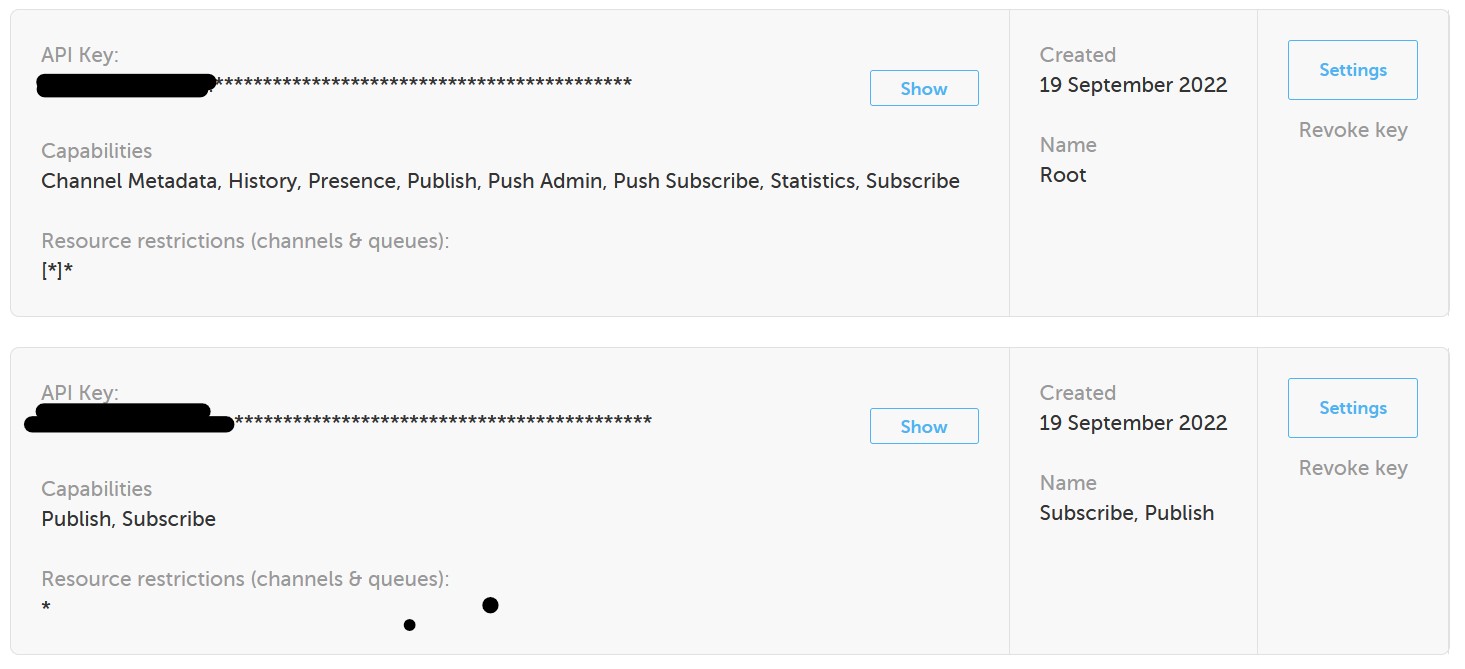 API Key:
*******************************************
Show
Capabilities
Channel Metadata, History, Presence, Publish, Push Admin, Push Subscribe, Statistics, Subscribe
Resource restrictions (channels & queues):
[*]*
Created
19 September 2022
Name
Root
Settings
Revoke key
API Key:
*******************************************
Show
Capabilities
Publish, Subscribe
Resource restrictions (channels & queues):
*
Created
19 September 2022
Name
Subscribe, Publish
Settings
Revoke key